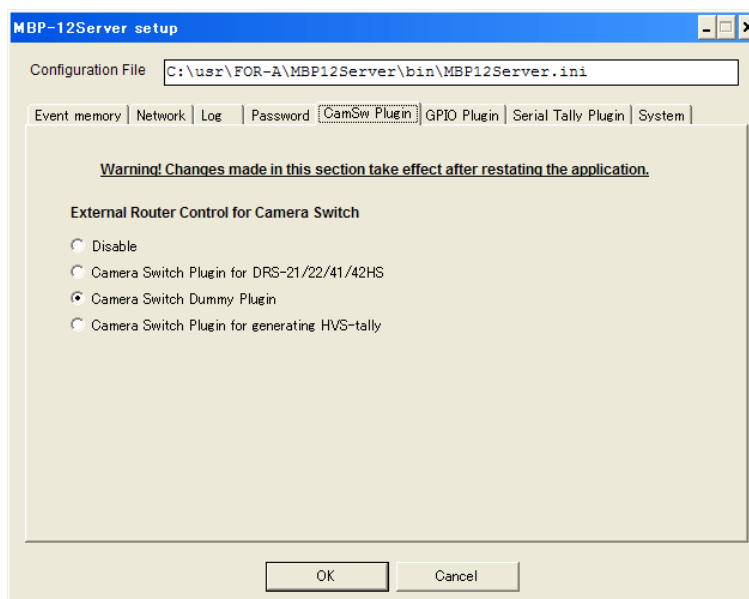 MBP-12Server setup
Configuration File C:\usr\FOR-A\MBP12Server\bin\MBP12Server.ini
Event memory Network Log Password CamSw Plugin GPIO Plugin Serial Tally Plugin System
Warning! Changes made in this section take effect after restating the application.
External Router Control for Camera Switch
Disable
Camera Switch Plugin for DRS-21/22/41/42HS
Camera Switch Dummy Plugin
Camera Switch Plugin for generating HVS-tally
OK Cancel